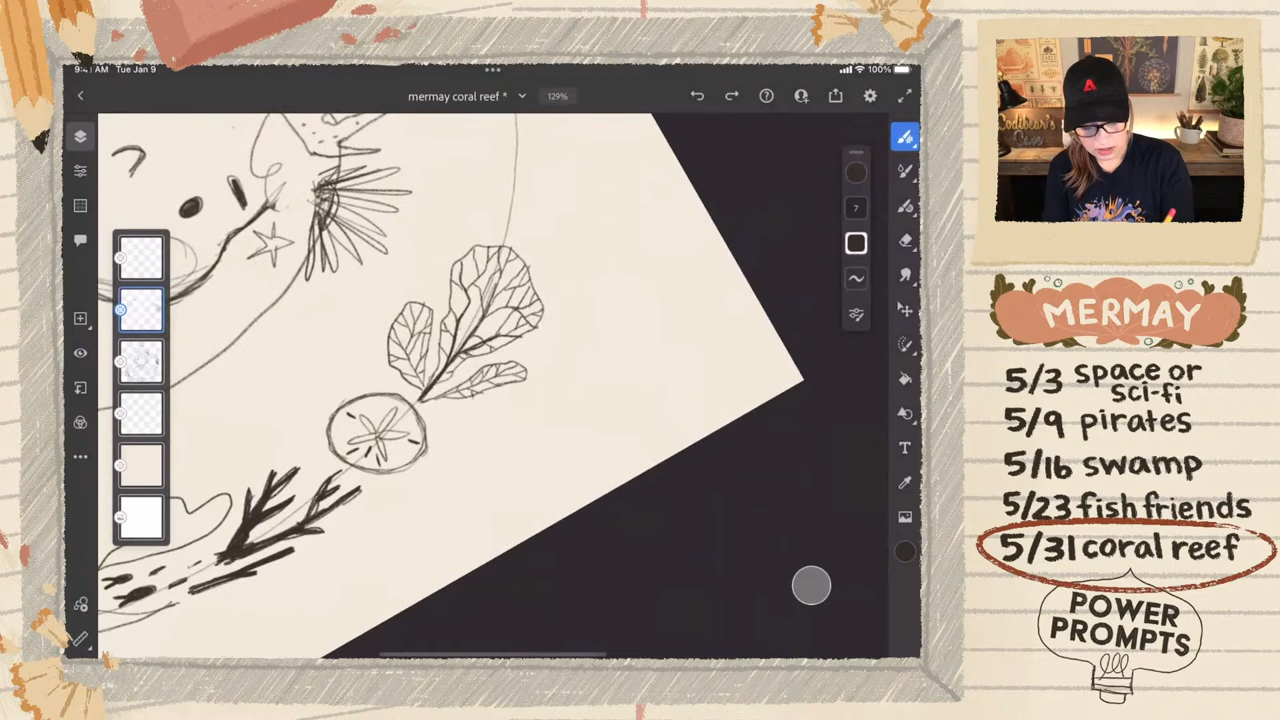 9:41 AM Tue Jan 9
100%
mermay coral reef *
129%
7
T
A
MERMAY
5/3 space or
sci-fi
5/9 pirates
5/16 swamp
5/23 fish friends
5/31 coral reef
POWER
PROMPTS